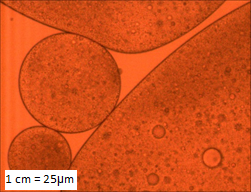 1 cm = 25µm